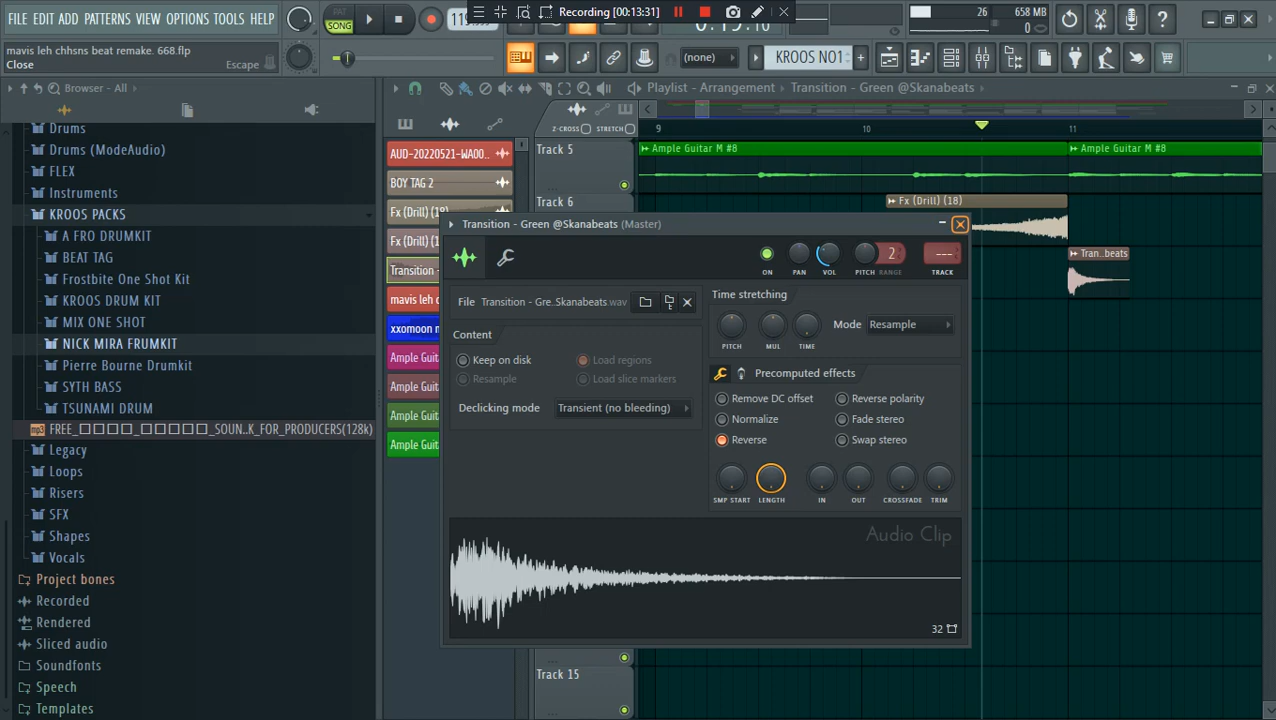 FILE EDIT ADD PATTERNS VIEW OPTIONS TOOLS HELP
PAT
SONG
Recording [00:13:31]
26
658 MB
0
mavis leh chhsns beat remake. 668.flp
Close
Escape
(none)
KROOS NO1
Browser - All
Playlist - Arrangement
Transition - Green @Skanabeats
Z-CROSS
STRETCH
9
10
11
Drums
Drums (ModeAudio)
FLEX
Instruments
KROOS PACKS
A FRO DRUMKIT
BEAT TAG
Frostbite One Shot Kit
KROOS DRUM KIT
MIX ONE SHOT
NICK MIRA FRUMKIT
Pierre Bourne Drumkit
SYTH BASS
TSUNAMI DRUM
FREE_□□□□_□□□□□_SOUN..K_FOR_PRODUCERS(128k)
Legacy
Loops
Risers
SFX
Shapes
Vocals
Project bones
Recorded
Rendered
Sliced audio
Soundfonts
Speech
Templates
AUD-20220521-WA00..
BOY TAG 2
Fx (Drill) (18)
Fx (Drill) (1
Transition -
mavis leh c
xxomoon m
Ample Guit
Ample Guit
Ample Guit
Ample Guit
Track 5
Ample Guitar M #8
Ample Guitar M #8
Track 6
Fx (Drill) (18)
Tran..beats
Track 15
Transition - Green @Skanabeats (Master)
ON
PAN
VOL
PITCH
2
RANGE
---
TRACK
File
Transition - Gre..Skanabeats.wav
Content
Keep on disk
Resample
Load regions
Load slice markers
Declicking mode
Transient (no bleeding)
Time stretching
PITCH
MUL
TIME
Mode
Resample
Precomputed effects
Remove DC offset
Reverse polarity
Normalize
Fade stereo
Reverse
Swap stereo
SMP START
LENGTH
IN
OUT
CROSSFADE
TRIM
Audio Clip
32